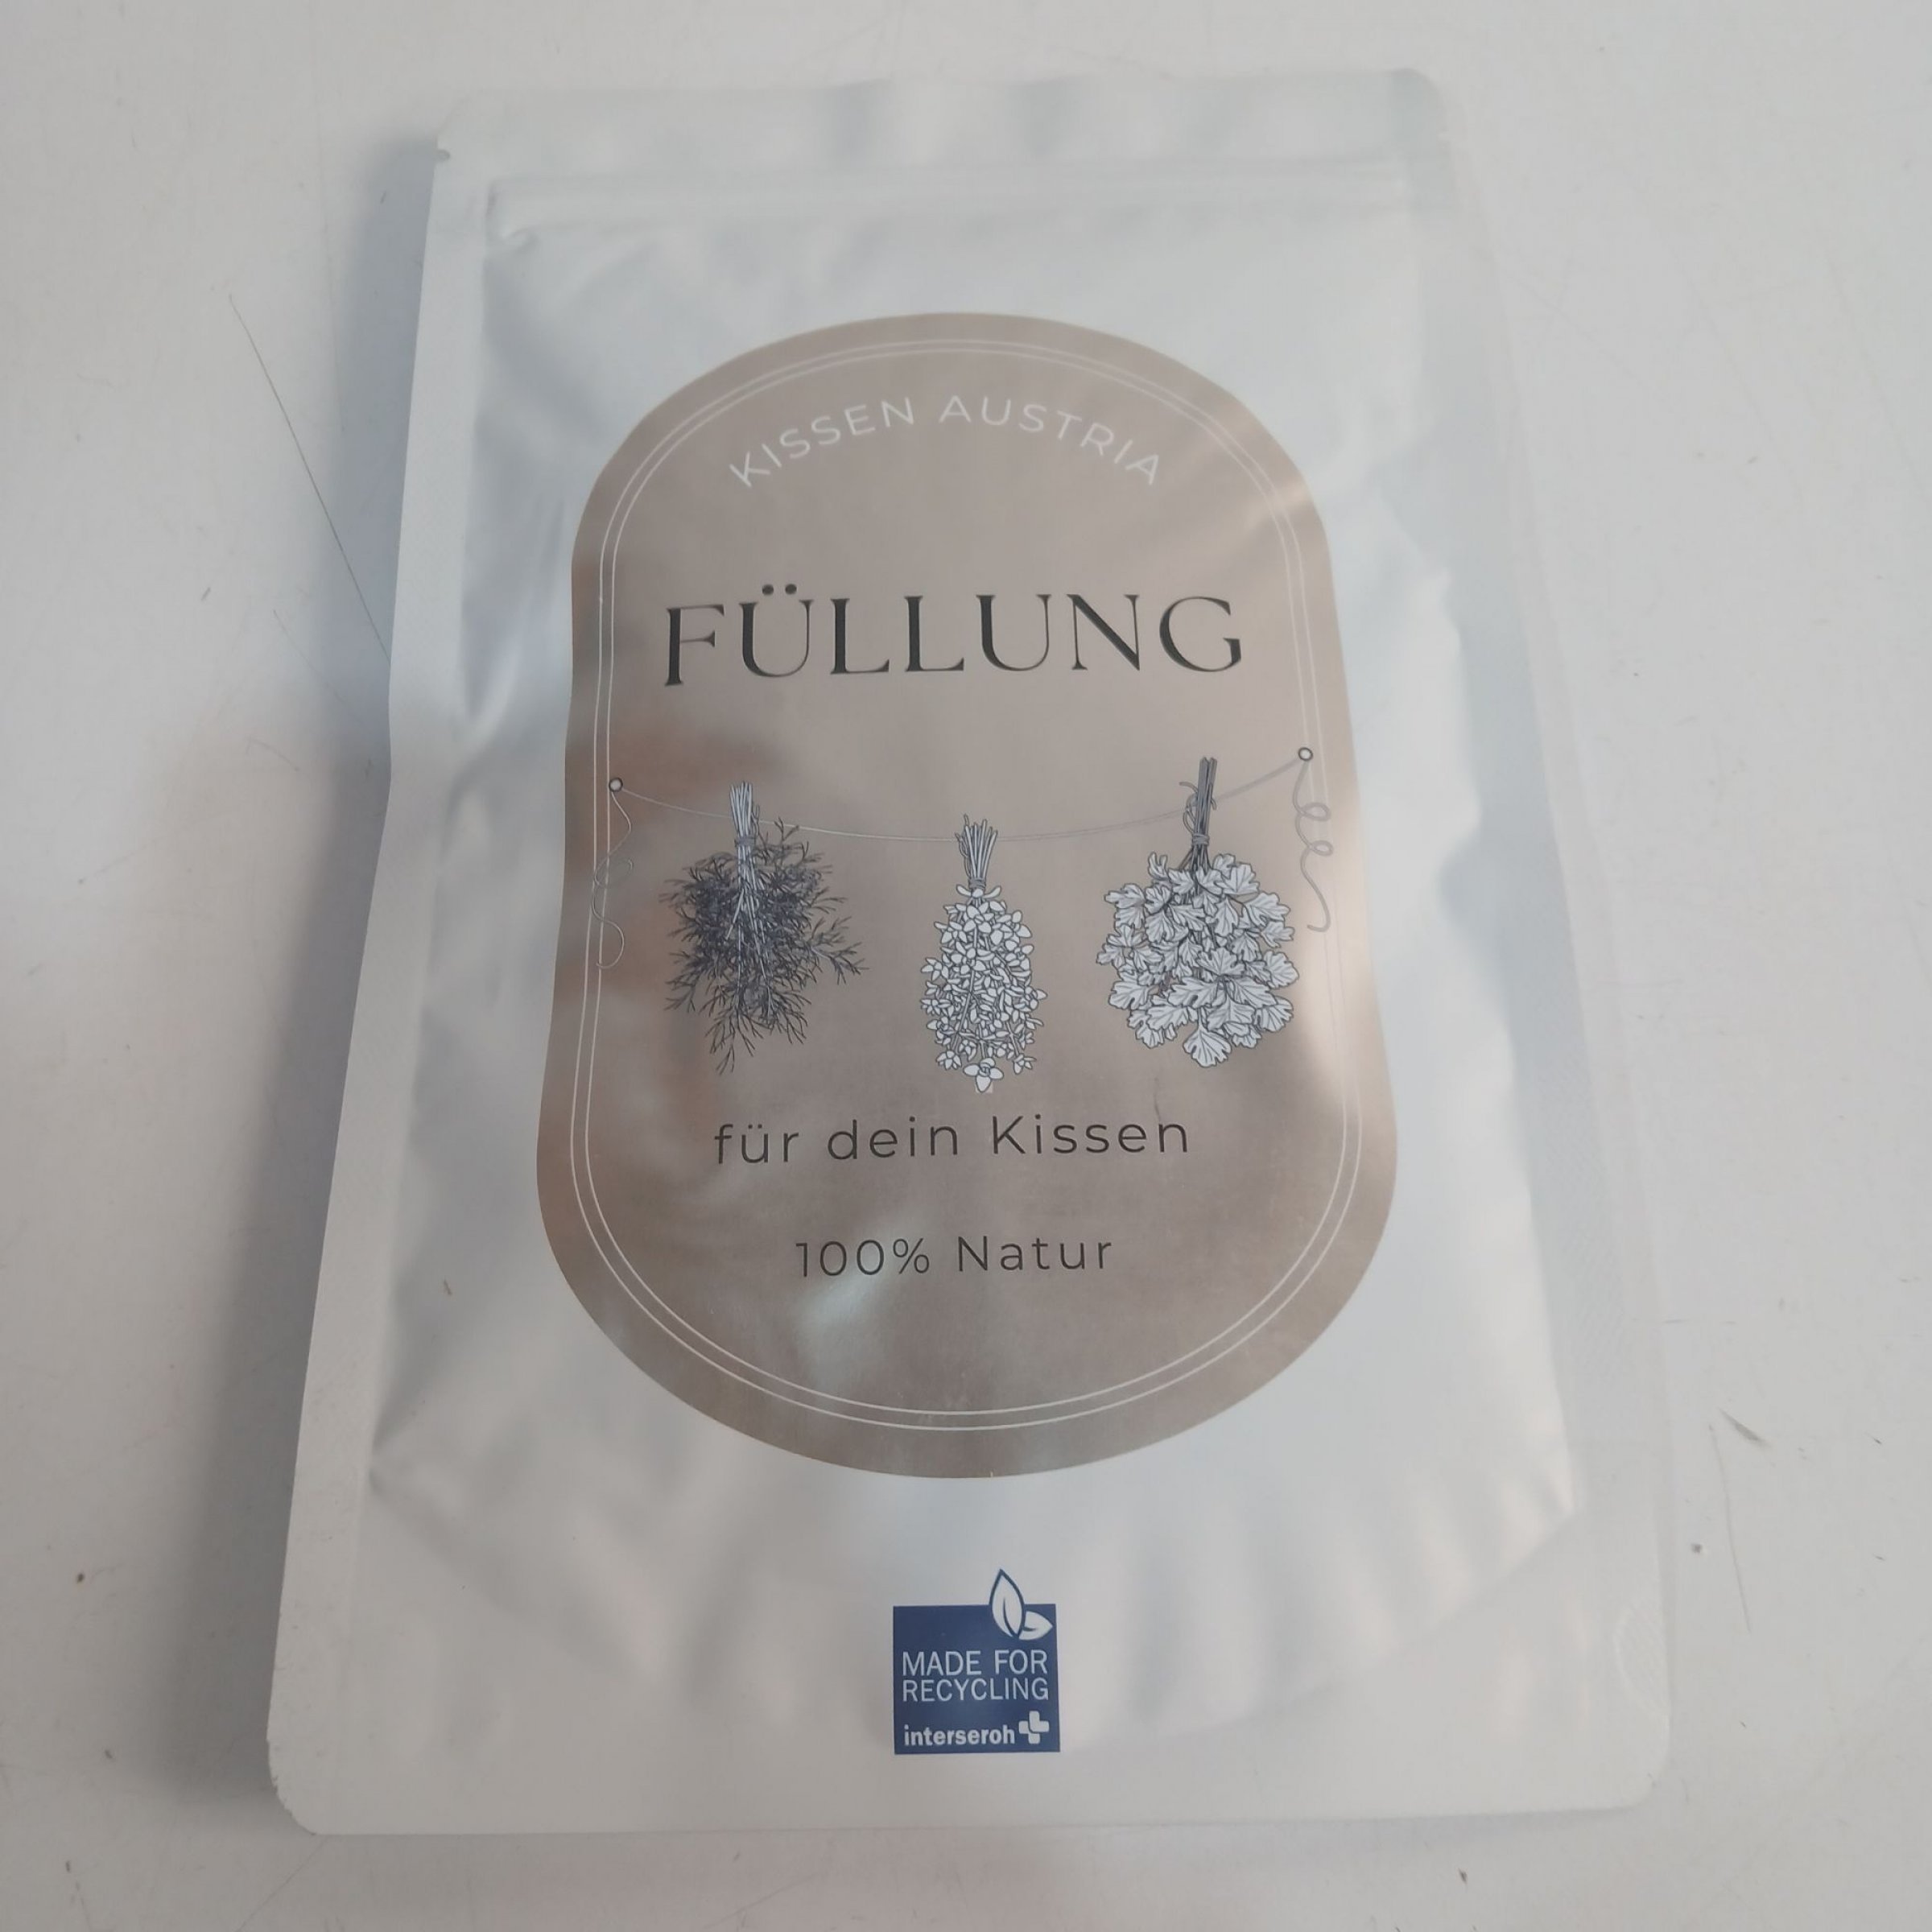 KISSEN AUSTRIA
FÜLLUNG
für dein Kissen
100% Natur
MADE FOR
RECYCLING
interseroh